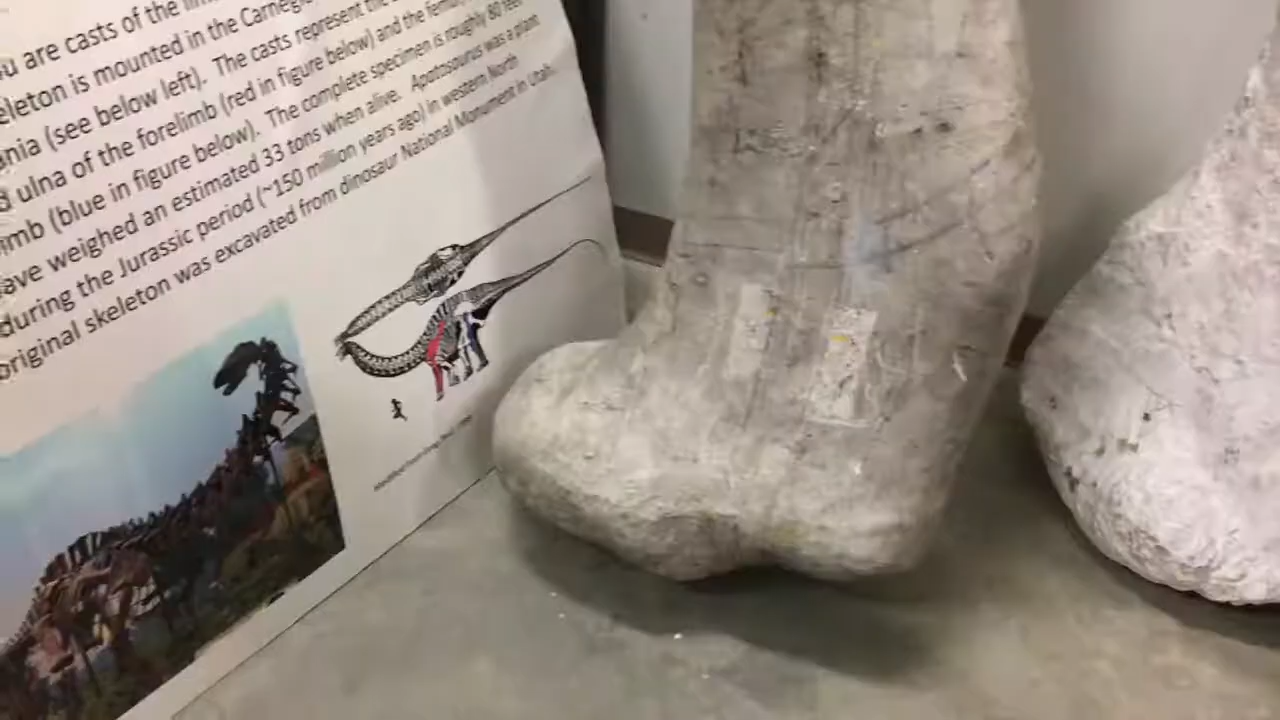 u are casts of the
eleton is mounted in the Carnegie
ania (see below left). The casts represent the
d ulna of the forelimb (red in figure below) and the femur,
imb (blue in figure below). The complete specimen is roughly 80 feet
ave weighed an estimated 33 tons when alive. Apatosaurus was a plant
during the Jurassic period (~150 million years ago) in western North
original skeleton was excavated from dinosaur National Monument in Utah.